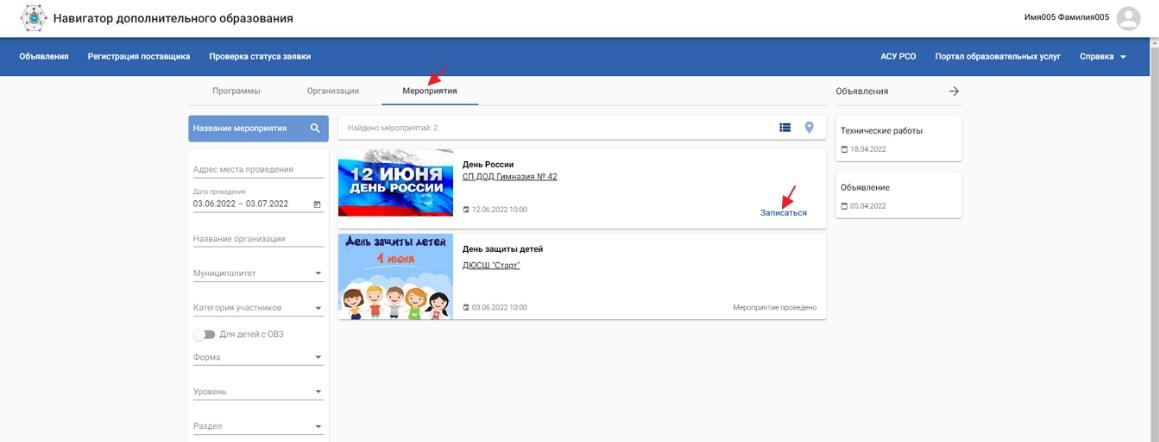 Навигатор дополнительного образования
Имя005 Фамилия005
Объявления Регистрация поставщика Проверка статуса заявки АСУ РСО Портал образовательных услуг Справка
Программы Организации Мероприятия
Объявления
Название мероприятия
Найдено мероприятий: 2
Технические работы
18.04.2022
Объявление
05.04.2022
Адрес места проведения
Дата проведения
03.06.2022 – 03.07.2022
Название организации
Муниципалитет
Категория участников
Для детей с ОВЗ
Форма
Уровень
Раздел
12 ИЮНЯ
ДЕНЬ РОССИИ
День России
СП ДОД Гимназия № 42
12.06.2022 10:00
Записаться
День защиты детей
1 июня
День защиты детей
ДЮСШ "Старт"
03.06.2022 10:00
Мероприятие проведено